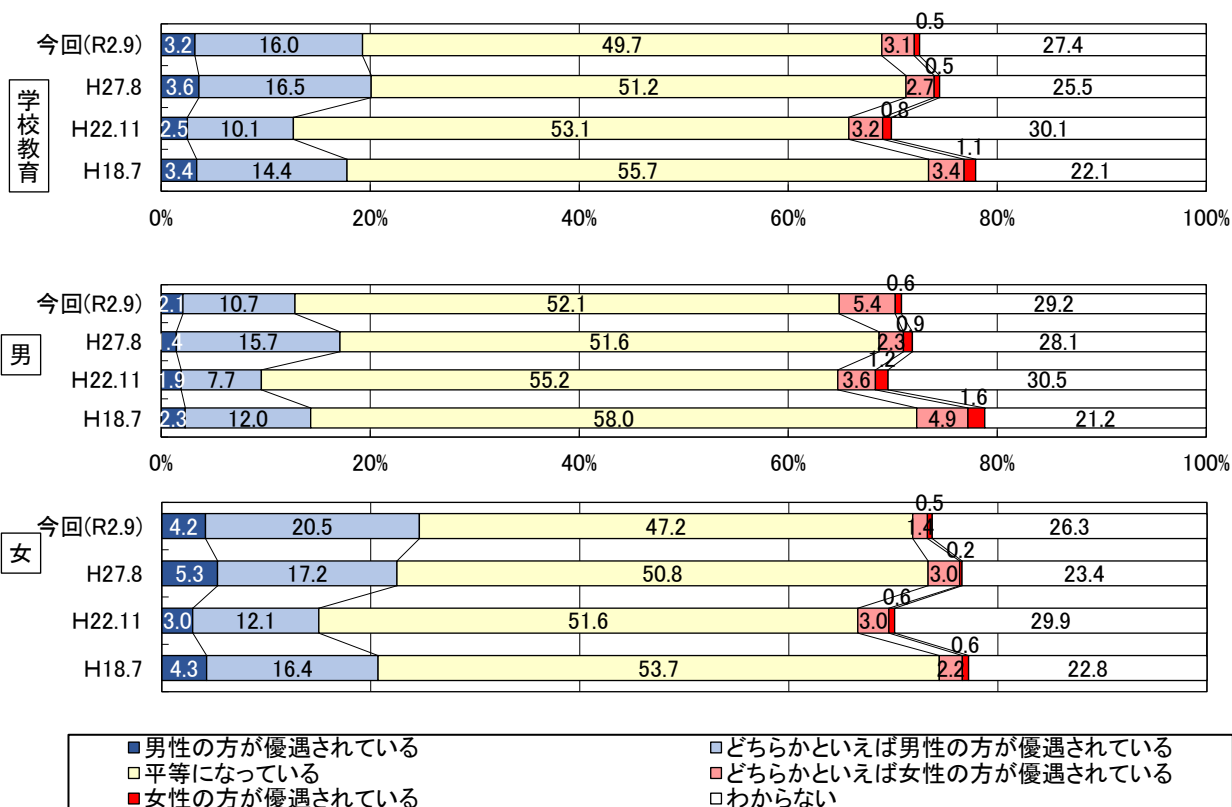 学校教育
0.5
今回(R2.9) 3.2 16.0 49.7 3.1 27.4
0.5
H27.8 3.6 16.5 51.2 2.7 25.5
0.8
H22.11 2.5 10.1 53.1 3.2 30.1
1.1
H18.7 3.4 14.4 55.7 3.4 22.1
0% 20% 40% 60% 80% 100%
男
0.6
今回(R2.9) 2.1 10.7 52.1 5.4 29.2
0.9
H27.8 .4 15.7 51.6 2.3 28.1
1.2
H22.11 1.9 7.7 55.2 3.6 30.5
1.6
H18.7 2.3 12.0 58.0 4.9 21.2
0% 20% 40% 60% 80% 100%
女
0.5
今回(R2.9) 4.2 20.5 47.2 1.4 26.3
0.2
H27.8 5.3 17.2 50.8 3.0 23.4
0.6
H22.11 3.0 12.1 51.6 3.0 29.9
0.6
H18.7 4.3 16.4 53.7 2.2 22.8
0% 20% 40% 60% 80% 100%
男性の方が優遇されている どちらかといえば男性の方が優遇されている
平等になっている どちらかといえば女性の方が優遇されている
女性の方が優遇されている わからない